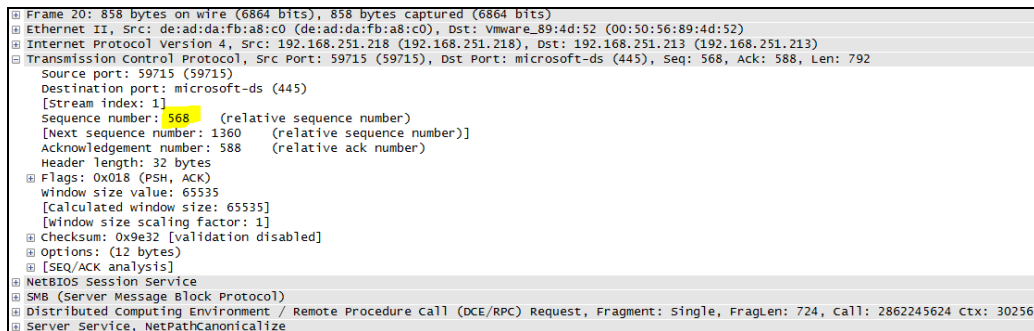 Frame 20: 858 bytes on wire (6864 bits), 858 bytes captured (6864 bits)
Ethernet II, Src: de:ad:da:fb:a8:c0 (de:ad:da:fb:a8:c0), Dst: Vmware_89:4d:52 (00:50:56:89:4d:52)
Internet Protocol Version 4, Src: 192.168.251.218 (192.168.251.218), Dst: 192.168.251.213 (192.168.251.213)
Transmission Control Protocol, Src Port: 59715 (59715), Dst Port: microsoft-ds (445), Seq: 568, Ack: 588, Len: 792
Source port: 59715 (59715)
Destination port: microsoft-ds (445)
[Stream index: 1]
Sequence number: 568 (relative sequence number)
[Next sequence number: 1360 (relative sequence number)]
Acknowledgement number: 588 (relative ack number)
Header length: 32 bytes
Flags: 0x018 (PSH, ACK)
Window size value: 65535
[Calculated window size: 65535]
[Window size scaling factor: 1]
Checksum: 0x9e32 [validation disabled]
Options: (12 bytes)
[SEQ/ACK analysis]
NetBIOS Session Service
SMB (Server Message Block Protocol)
Distributed Computing Environment / Remote Procedure Call (DCE/RPC) Request, Fragment: Single, FragLen: 724, Call: 2862245624 Ctx:
Server Service, NetPathCanonicalize